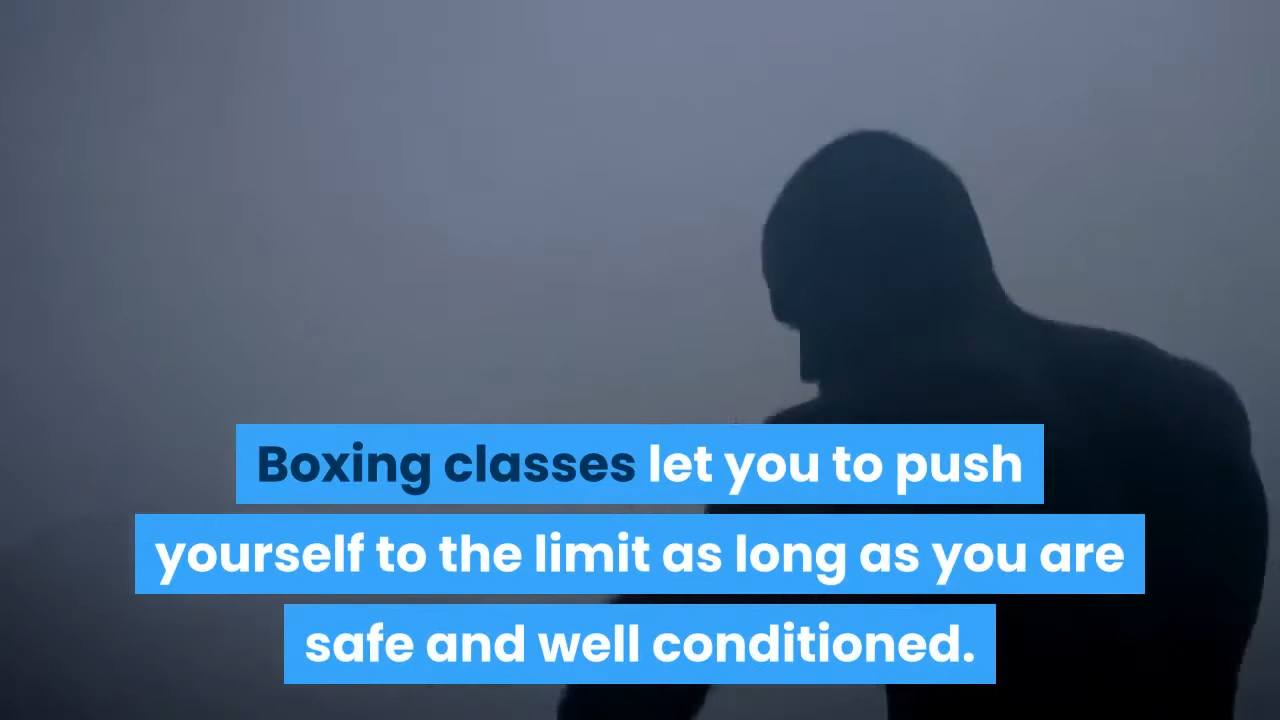 Boxing classes let you to push
yourself to the limit as long as you are
safe and well conditioned.